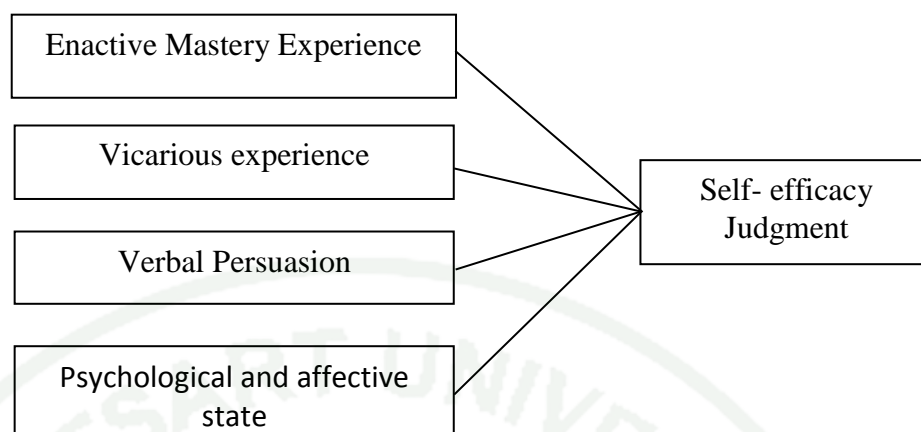 Enactive Mastery Experience
Vicarious experience
Verbal Persuasion
Psychological and affective
state
Self- efficacy
Judgment